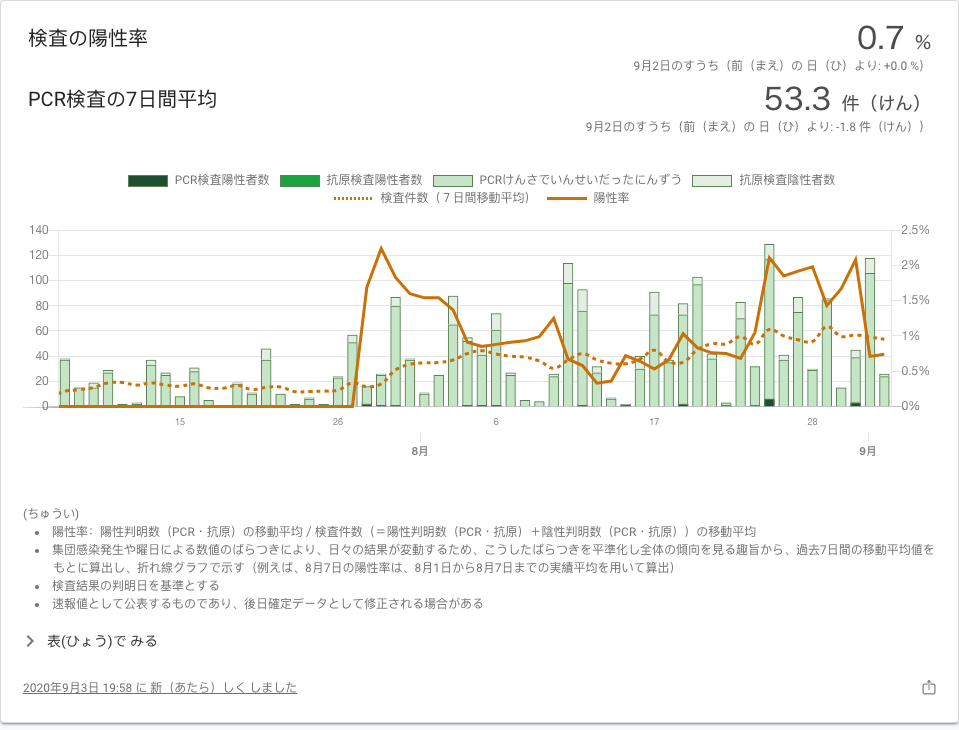 検査の陽性率
0.7 %
9月2日のすうち（前（まえ）の 日（ひ）より: +0.0 %）
PCR検査の7日間平均
53.3 件（けん）
9月2日のすうち（前（まえ）の 日（ひ）より: -1.8 件（けん））
PCR検査陽性者数 抗原検査陽性者数 PCRけんさでいんせいだったにんずう 抗原検査陰性者数
検査件数（７日間移動平均） 陽性率
140 2.5%
120
2%
100
80 1.5%
60
1%
40
0.5%
20
0 0%
15 26 6 17 28
8月 9月
(ちゅうい)
陽性率：陽性判明数（PCR・抗原）の移動平均 / 検査件数（＝陽性判明数（PCR・抗原）＋陰性判明数（PCR・抗原））の移動平均
集団感染発生や曜日による数値のばらつきにより、日々の結果が変動するため、こうしたばらつきを平準化し全体の傾向を見る趣旨から、過去7日間の移動平均値を
もとに算出し、折れ線グラフで示す（例えば、8月7日の陽性率は、8月1日から8月7日までの実績平均を用いて算出）
検査結果の判明日を基準とする
速報値として公表するものであり、後日確定データとして修正される場合がある
表(ひょう)で みる
2020年9月3日 19:58 に 新（あたら）しく しました